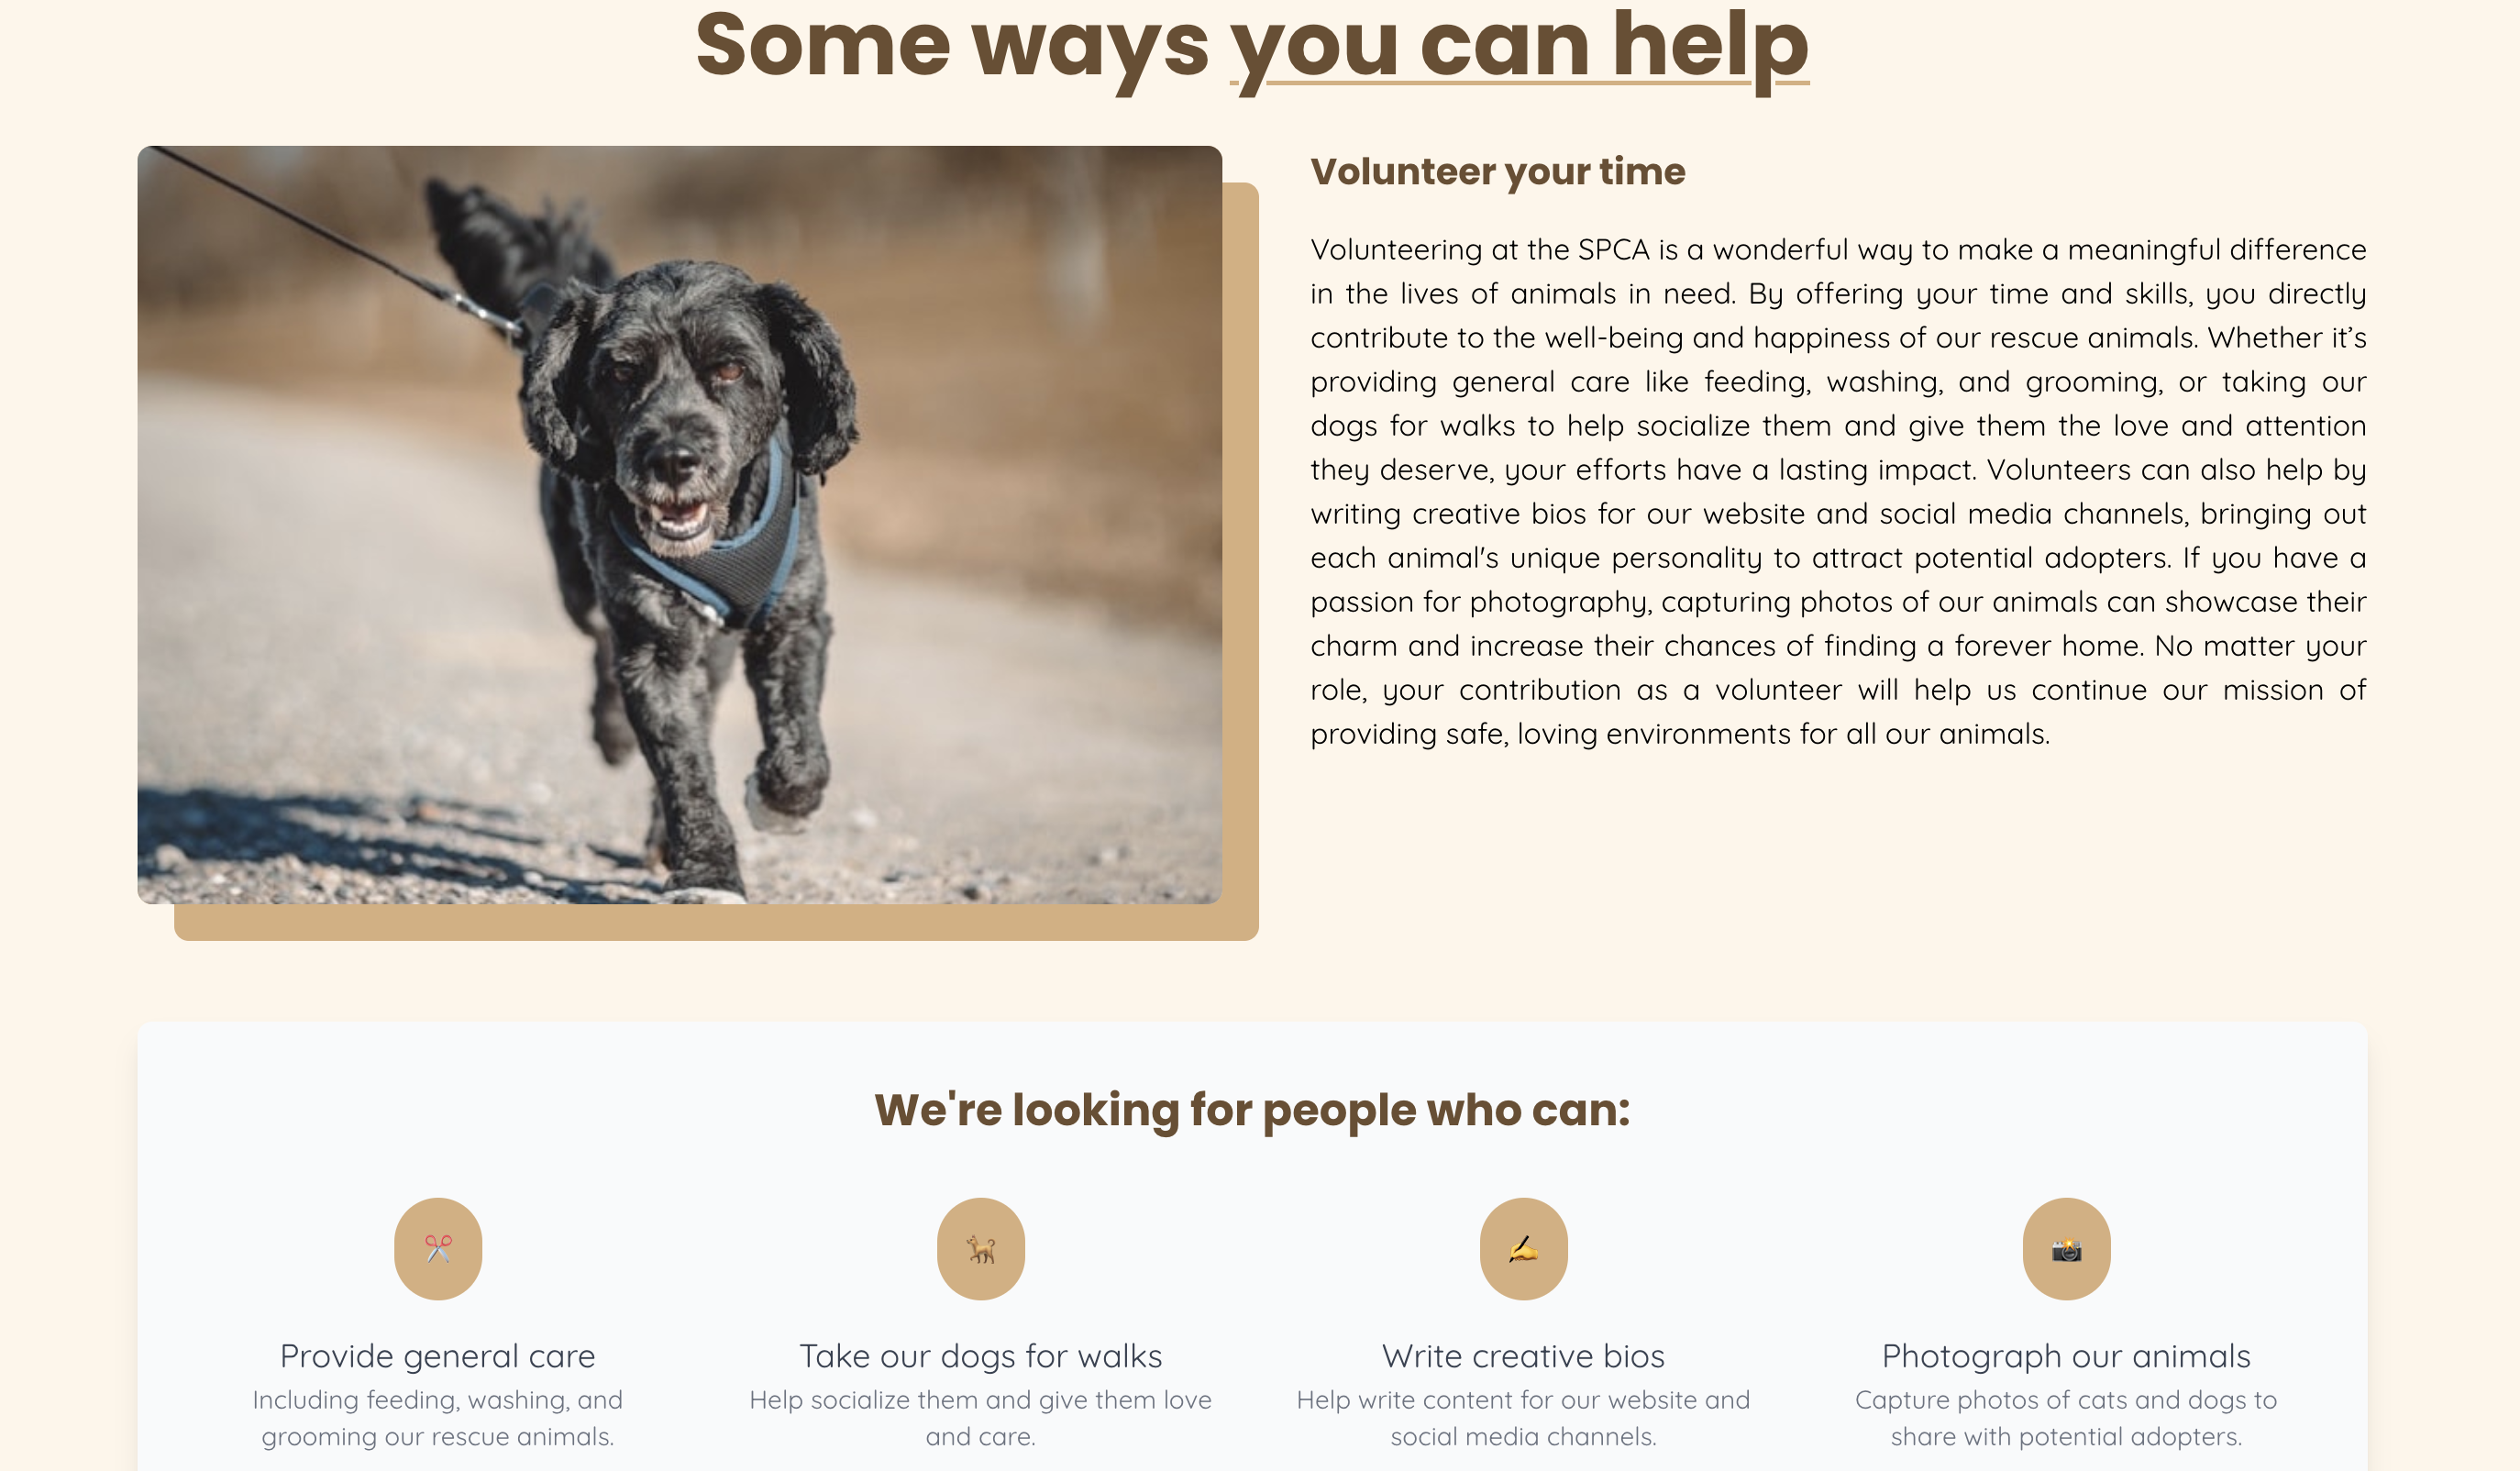 Some ways you can help
Volunteer your time
Volunteering at the SPCA is a wonderful way to make a meaningful difference
in the lives of animals in need. By offering your time and skills, you directly
contribute to the well-being and happiness of our rescue animals. Whether it’s
providing general care like feeding, washing, and grooming, or taking our
dogs for walks to help socialize them and give them the love and attention
they deserve, your efforts have a lasting impact. Volunteers can also help by
writing creative bios for our website and social media channels, bringing out
each animal's unique personality to attract potential adopters. If you have a
passion for photography, capturing photos of our animals can showcase their
charm and increase their chances of finding a forever home. No matter your
role, your contribution as a volunteer will help us continue our mission of
providing safe, loving environments for all our animals.
We're looking for people who can:
Provide general care
Including feeding, washing, and
grooming our rescue animals.
Take our dogs for walks
Help socialize them and give them love
and care.
Write creative bios
Help write content for our website and
social media channels.
Photograph our animals
Capture photos of cats and dogs to
share with potential adopters.